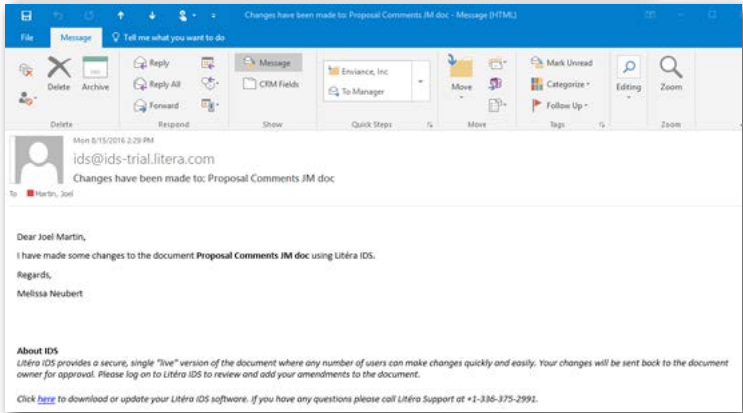 Changes have been made to: Proposal Comments JM doc - Message (HTML)
File Message Tell me what you want to do
Delete Archive
Reply
Reply All
Forward
Message
CRM Fields
Enviance, Inc
To Manager
Move
Mark Unread
Categorize
Follow Up
Editing Zoom
Delete Respond Show Quick Steps Move Tags Zoom
Mon 8/15/2016 2:29 PM
ids@ids-trial.litera.com
Changes have been made to: Proposal Comments JM doc
To Martin, Joel
Dear Joel Martin,
I have made some changes to the document Proposal Comments JM doc using Litéra IDS.
Regards,
Melissa Neubert
About IDS
Litéra IDS provides a secure, single "live" version of the document where any number of users can make changes quickly and easily. Your changes will be sent back to the document
owner for approval. Please log on to Litéra IDS to review and add your amendments to the document.
Click here to download or update your Litéra IDS software. If you have any questions please call Litéra Support at +1-336-375-2991.